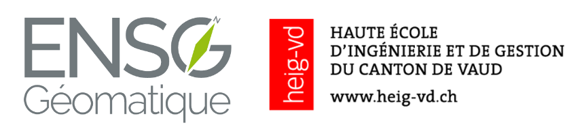 ENSG
N
Géomatique
heig-vd
HAUTE ÉCOLE
D'INGÉNIERIE ET DE GESTION
DU CANTON DE VAUD
www.heig-vd.ch